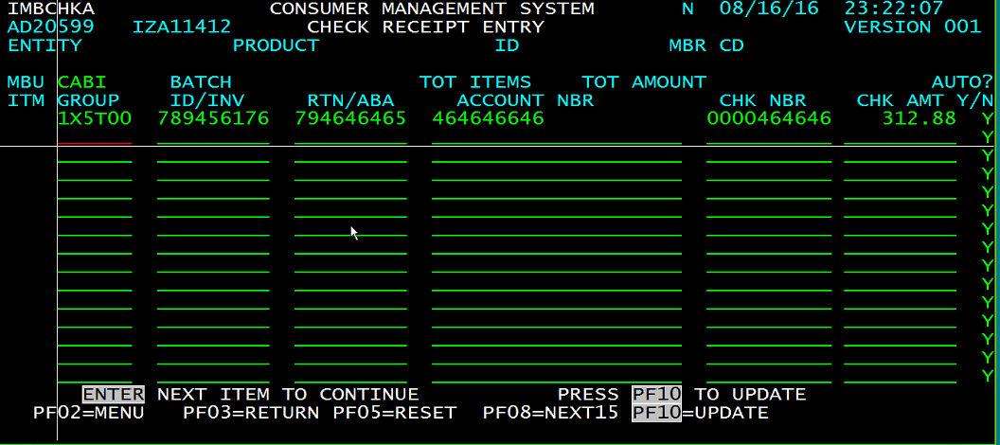 IMBCHKA CONSUMER MANAGEMENT SYSTEM N 08/16/16 23:22:07
AD20599 IZA11412 CHECK RECEIPT ENTRY VERSION 001
ENTITY PRODUCT ID MBR CD
MBU CABI BATCH TOT ITEMS TOT AMOUNT AUTO?
ITM GROUP ID/INV RTN/ABA ACCOUNT NBR CHK NBR CHK AMT Y/N
1X5T00 789456176 794646465 464646646 0000464646 312.88 Y
Y
Y
Y
Y
Y
Y
Y
Y
Y
Y
Y
Y
Y
Y
ENTER NEXT ITEM TO CONTINUE PRESS PF10 TO UPDATE
PF02=MENU PF03=RETURN PF05=RESET PF08=NEXT15 PF10=UPDATE